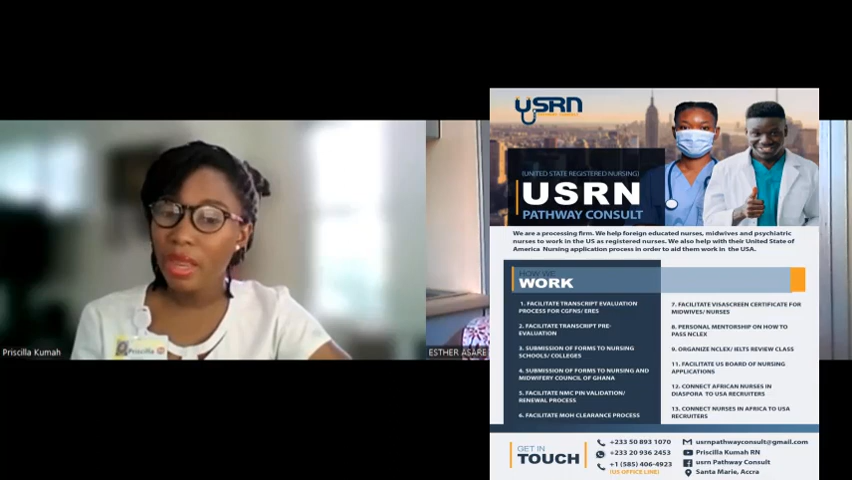 Priscilla Kumah
Priscilla
ESTHER ASARE
USRN
(UNITED STATE REGISTERED NURSING)
USRN
PATHWAY CONSULT
We are a processing firm. We help foreign educated nurses, midwives and psychiatric
nurses to work in the US as registered nurses. We also help with their United State of
America Nursing application process in order to aid them work in the USA.
HOW WE
WORK
1. FACILITATE TRANSCRIPT EVALUATION
PROCESS FOR CGFNS/ ERES
2. FACILITATE TRANSCRIPT PRE-
EVALUATION
3. SUBMISSION OF FORMS TO NURSING
SCHOOLS/ COLLEGES
4. SUBMISSION OF FORMS TO NURSING AND
MIDWIFERY COUNCIL OF GHANA
5. FACILITATE NMC PIN VALIDATION/
RENEWAL PROCESS
6. FACILITATE MOH CLEARANCE PROCESS
7. FACILITATE VISASCREEN CERTIFICATE FOR
MIDWIVES/ NURSES
8. PERSONAL MENTORSHIP ON HOW TO
PASS NCLEX
9. ORGANIZE NCLEX/ IELTS REVIEW CLASS
11. FACILITATE US BOARD OF NURSING
APPLICATIONS
12. CONNECT AFRICAN NURSES IN
DIASPORA TO USA RECRUITERS
13. CONNECT NURSES IN AFRICA TO USA
RECRUITERS
GET IN
TOUCH
+233 50 893 1070
+233 20 936 2453
+1 (585) 406-4923
(US OFFICE LINE)
usrnpathwayconsult@gmail.com
Priscilla Kumah RN
usrn Pathway Consult
Santa Marie, Accra